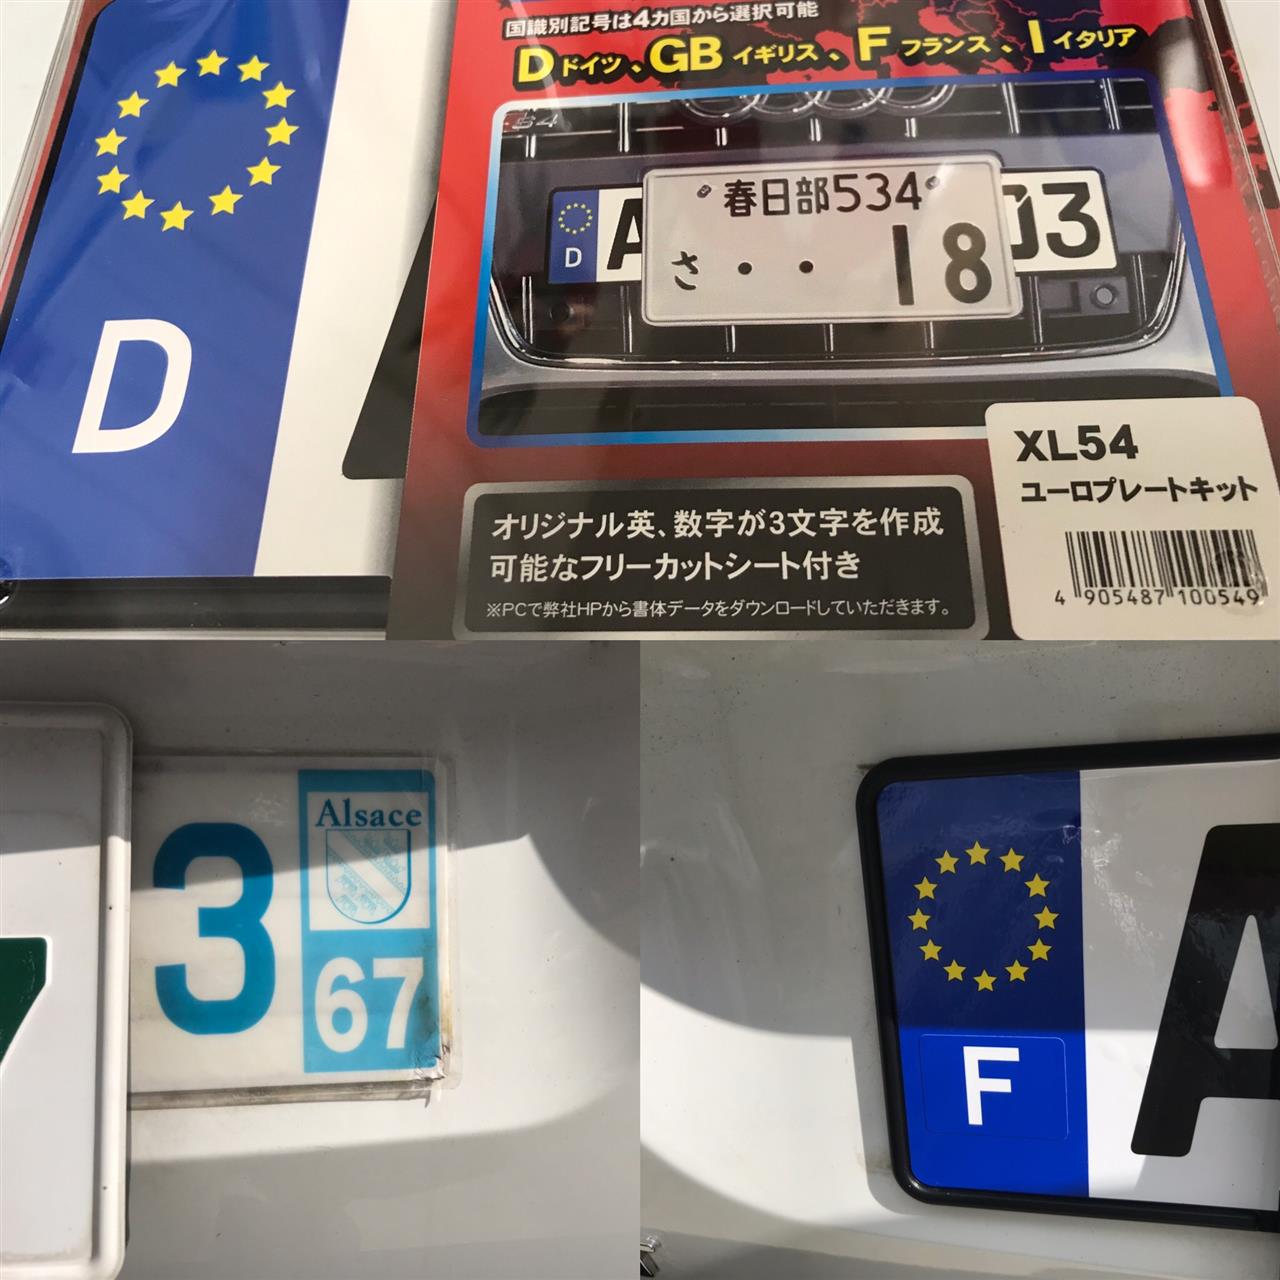 国識別記号は4カ国から選択可能
Dドイツ、GBイギリス、Fフランス、Iイタリア
S4
D
A
03
春日部534
さ・・18
D
XL54
ユーロプレートキット
4 905487 100549
オリジナル英、数字が3文字を作成
可能なフリーカットシート付き
※PCで弊社HPから書体データをダウンロードしていただきます。
3
Alsace
67
F
A